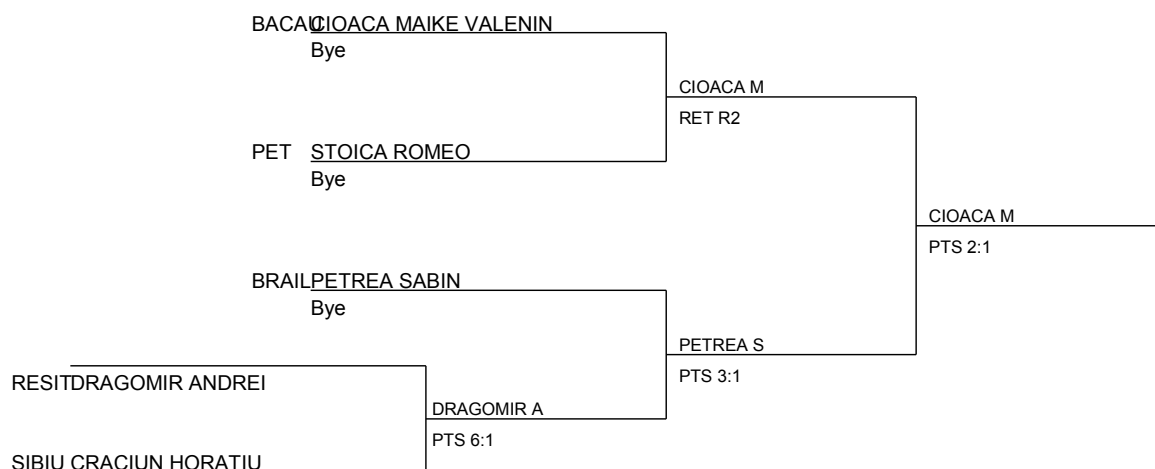 BACAU CIOACA MAIKE VALENIN
Bye
CIOACA M
RET R2
PET STOICA ROMEO
Bye
CIOACA M
PTS 2:1
BRAIL PETREA SABIN
Bye
PETREA S
PTS 3:1
RESIT DRAGOMIR ANDREI
DRAGOMIR A
PTS 6:1
SIBIU CRACIUN HORATIU